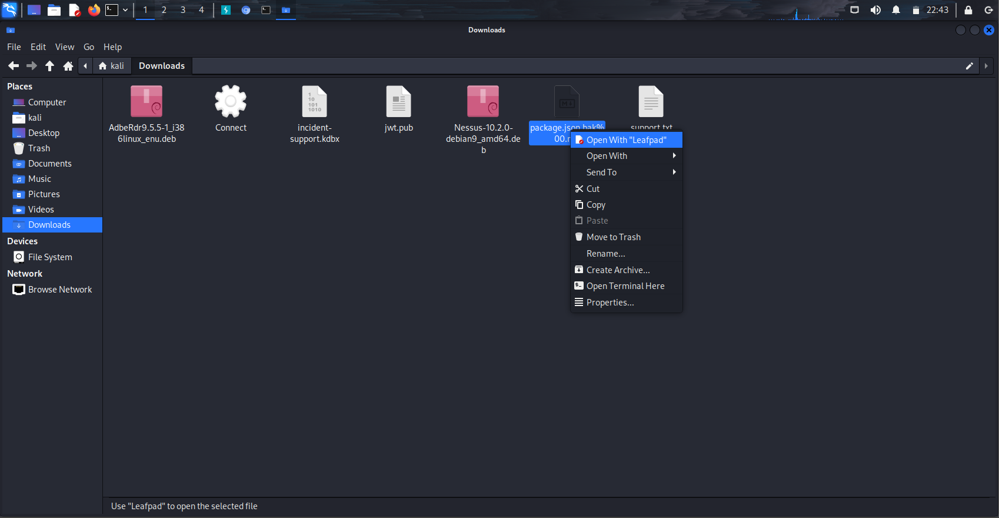 1 2 3 4
22:43
Downloads
File Edit View Go Help
kali Downloads
Places
Computer
kali
Desktop
Trash
Documents
Music
Pictures
Videos
Downloads
Devices
File System
Network
Browse Network
AdbeRdr9.5.5-1_i38
6linux_enu.deb
Connect
incident-
support.kdbx
jwt.pub
Nessus-10.2.0-
debian9_amd64.de
b
package.json.bak%
00.
support.txt
Open With "Leafpad"
Open With
Send To
Cut
Copy
Paste
Move to Trash
Rename...
Create Archive...
Open Terminal Here
Properties...
Use "Leafpad" to open the selected file